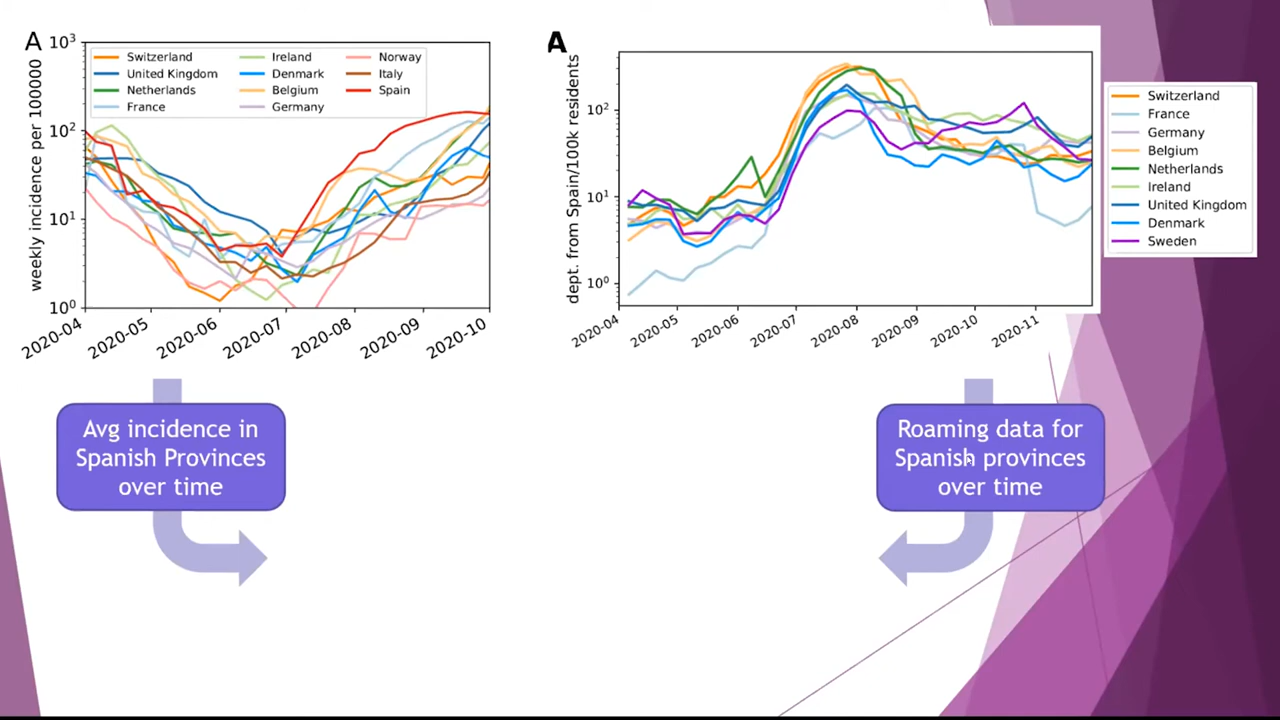 A
weekly incidence per 100000
10³
10²
10¹
10⁰
Switzerland
United Kingdom
Netherlands
France
Ireland
Denmark
Belgium
Germany
Norway
Italy
Spain
2020-04
2020-05
2020-06
2020-07
2020-08
2020-09
2020-10
A
dept. from Spain/100k residents
10²
10¹
10⁰
2020-04
2020-05
2020-06
2020-07
2020-08
2020-09
2020-10
2020-11
Switzerland
France
Germany
Belgium
Netherlands
Ireland
United Kingdom
Denmark
Sweden
Avg incidence in
Spanish Provinces
over time
Roaming data for
Spanish provinces
over time